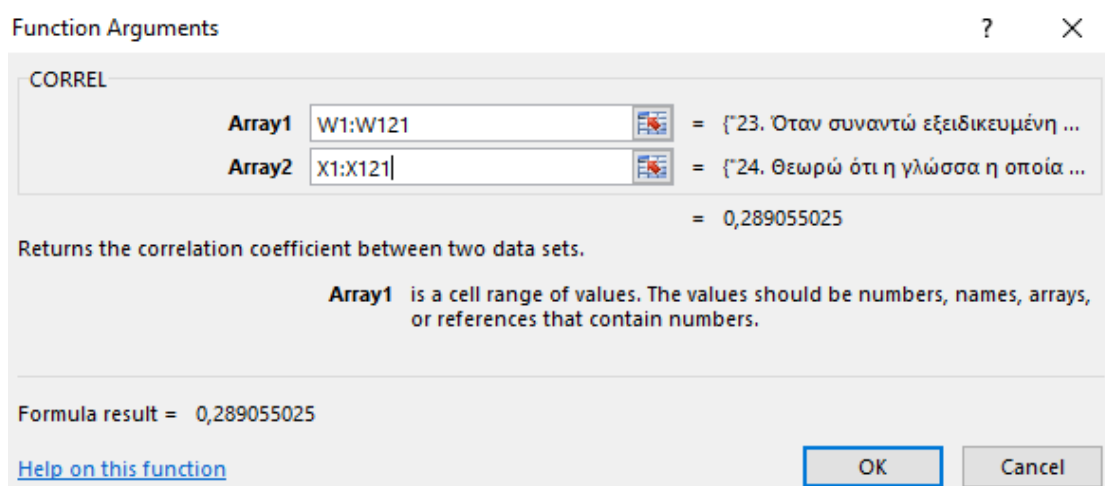 Function Arguments ? ×
CORREL
Array1 W1:W121 = {"23. Όταν συναντώ εξειδικευμένη ...
Array2 X1:X121 = {"24. Θεωρώ ότι η γλώσσα η οποία ...
= 0,289055025
Returns the correlation coefficient between two data sets.
Array1 is a cell range of values. The values should be numbers, names, arrays,
or references that contain numbers.
Formula result = 0,289055025
Help on this function OK Cancel